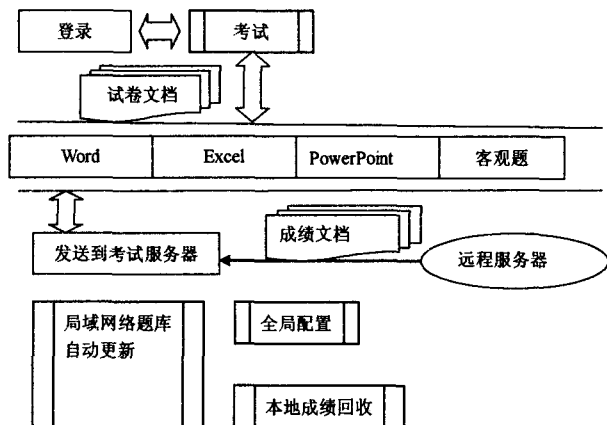 登录
考试
试卷文档
Word
Excel
PowerPoint
客观题
成绩文档
发送到考试服务器
远程服务器
局域网络题库
自动更新
全局配置
本地成绩回收